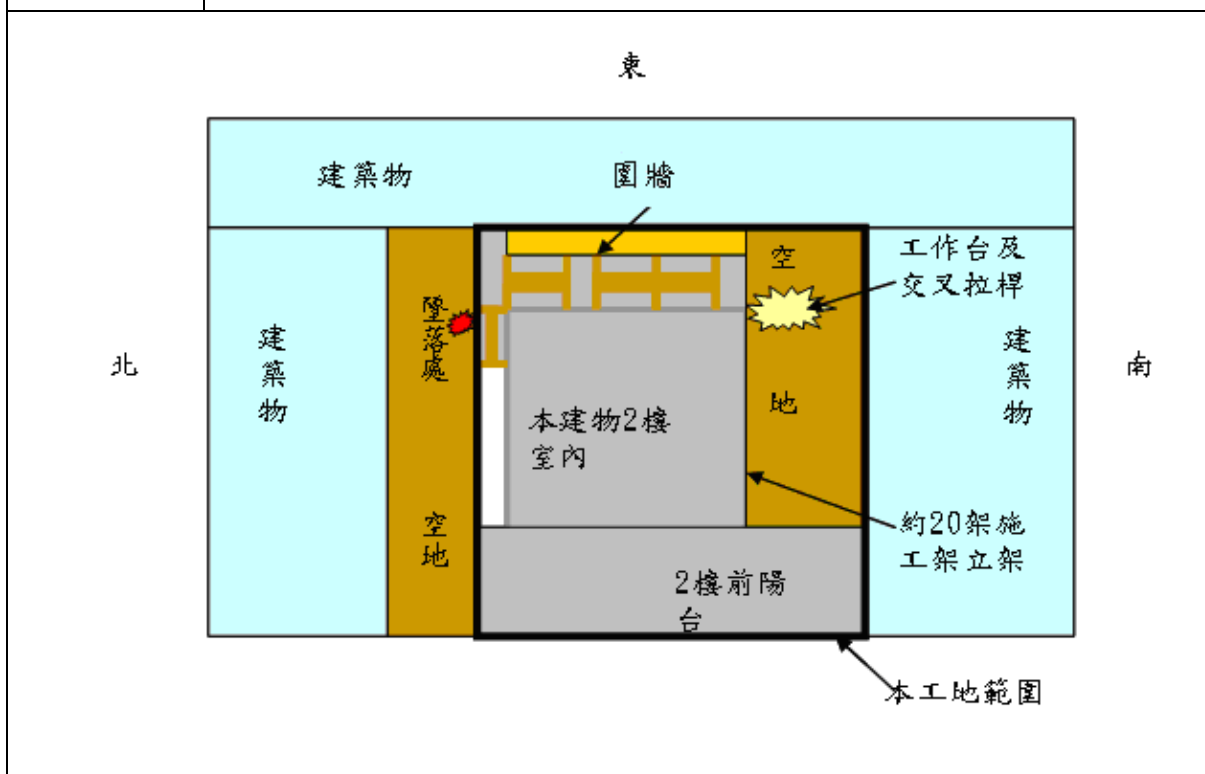 東
建築物
圍牆
工作台及
交叉拉桿
空
地
墜落處
空地
建築物
建築物
北
南
本建物2樓
室內
約20架施
工架立架
2樓前陽
台
本工地範圍